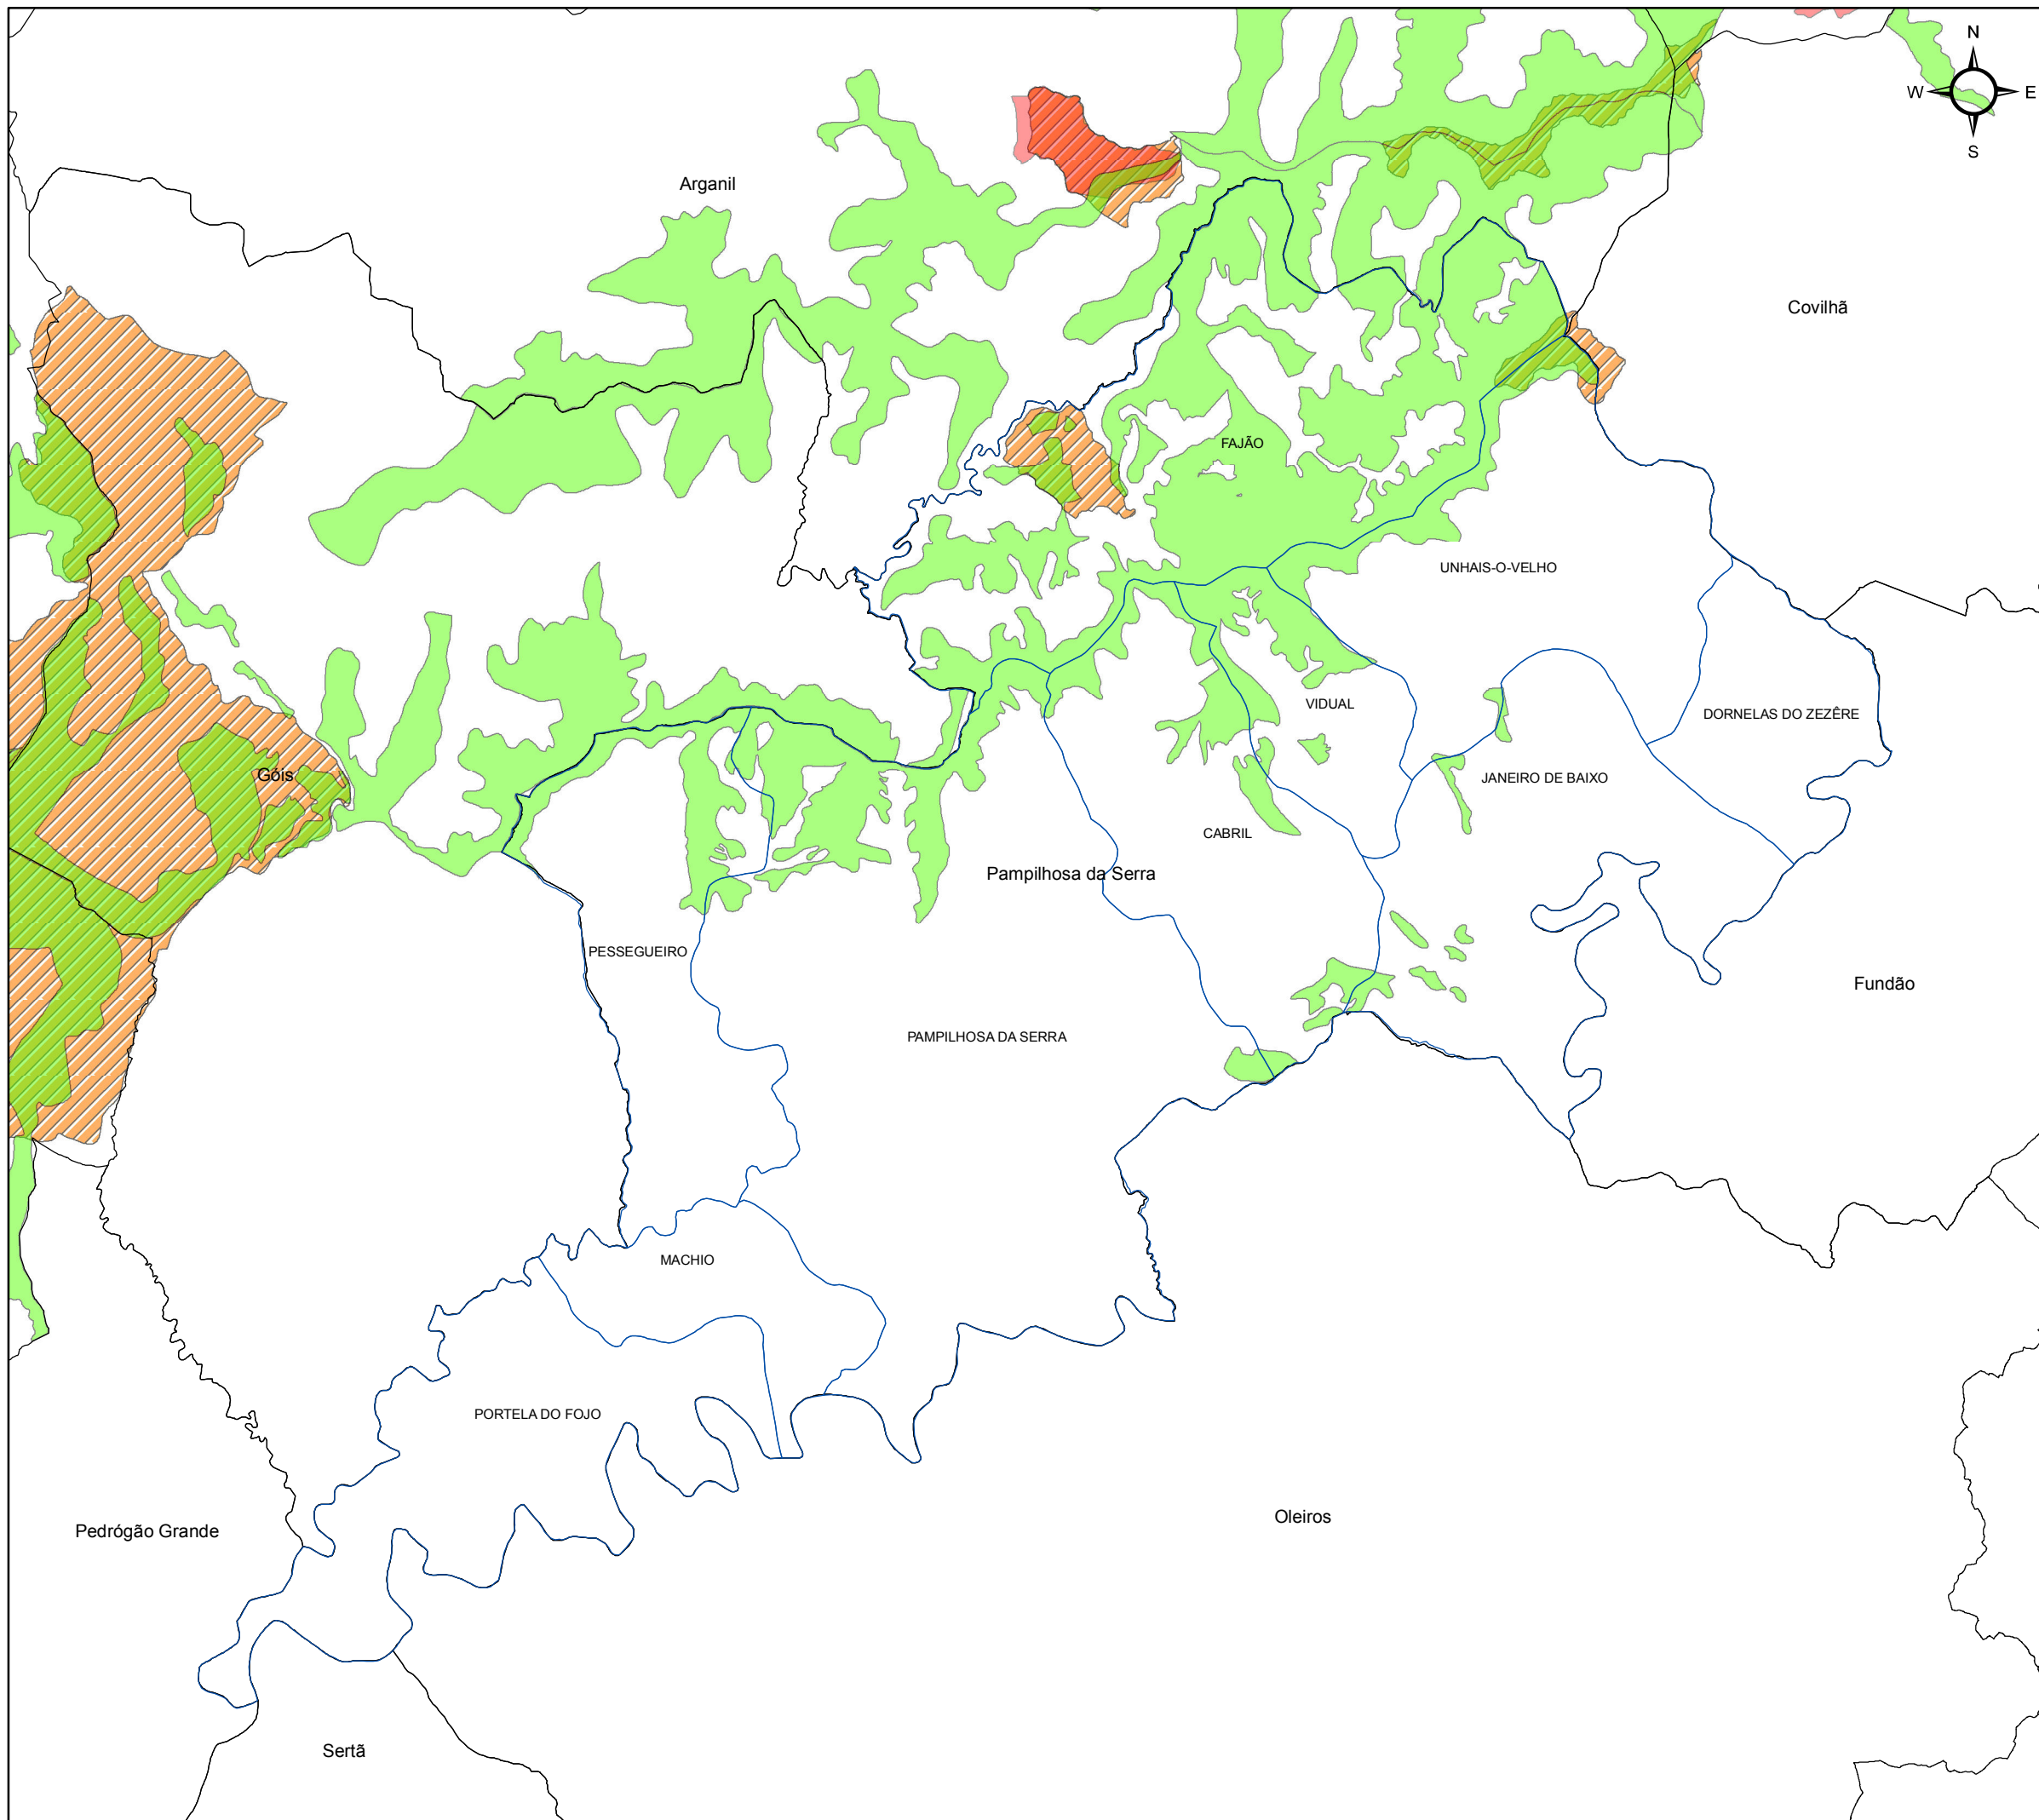 N
W E
S
Arganil
Covilhã
FAJÃO
UNHAIS-O-VELHO
VIDUAL
DORNELAS DO ZEZÊRE
Góis
JANEIRO DE BAIXO
CABRIL
Pampilhosa da Serra
PESSEGUEIRO
Fundão
PAMPILHOSA DA SERRA
MACHIO
PORTELA DO FOJO
Oleiros
Pedrógão Grande
Sertã